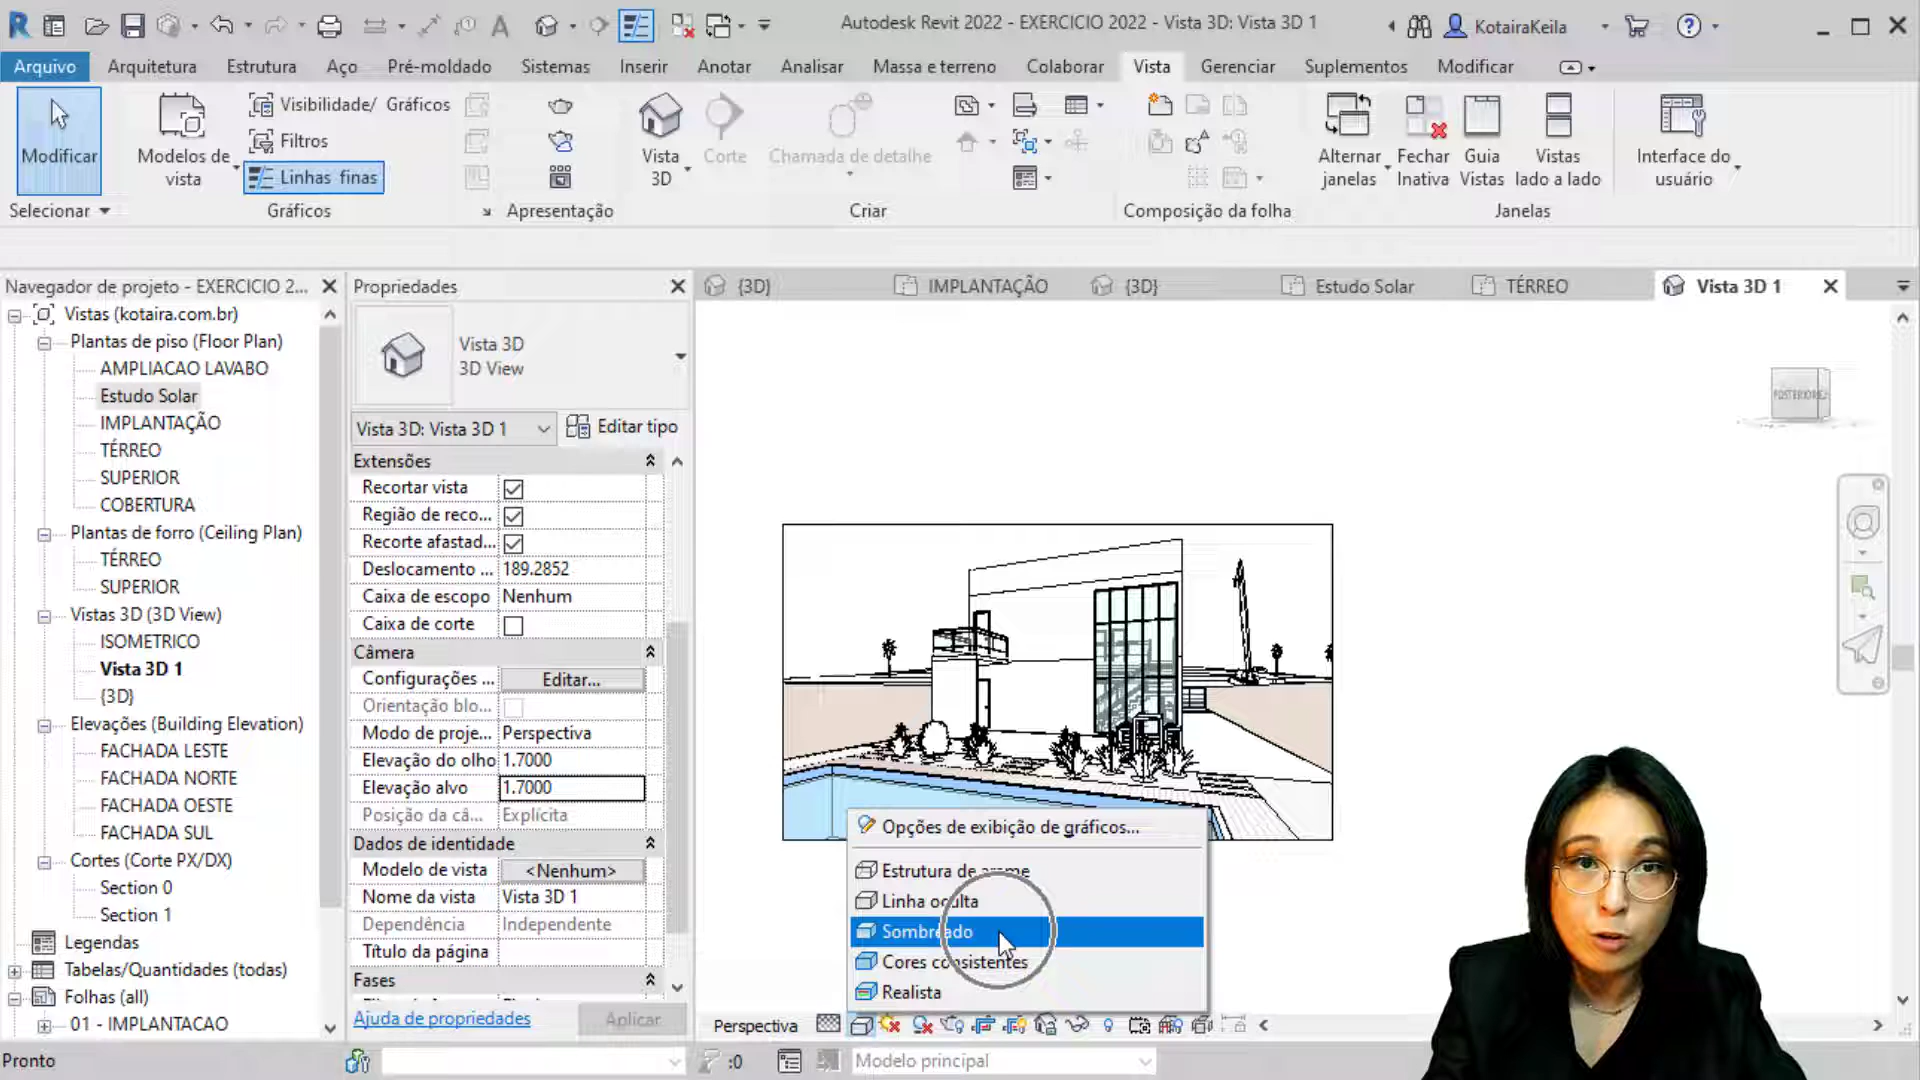 Autodesk Revit 2022 - EXERCICIO 2022 - Vista 3D: Vista 3D 1
KotairaKeila
Arquivo
Arquitetura
Estrutura
Aço
Pré-moldado
Sistemas
Inserir
Anotar
Analisar
Massa e terreno
Colaborar
Vista
Gerenciar
Suplementos
Modificar
Modificar
Modelos de
vista
Visibilidade/ Gráficos
Filtros
Linhas finas
Vista
3D
Corte
Chamada de detalhe
Alternar
janelas
Fechar
Inativa
Guia
Vistas
Vistas
lado a lado
Interface do
usuário
Selecionar
Gráficos
Apresentação
Criar
Composição da folha
Janelas
Navegador de projeto - EXERCICIO 2...
Vistas (kotaira.com.br)
Plantas de piso (Floor Plan)
AMPLIACAO LAVABO
Estudo Solar
IMPLANTAÇÃO
TÉRREO
SUPERIOR
COBERTURA
Plantas de forro (Ceiling Plan)
TÉRREO
SUPERIOR
Vistas 3D (3D View)
ISOMETRICO
Vista 3D 1
{3D}
Elevações (Building Elevation)
FACHADA LESTE
FACHADA NORTE
FACHADA OESTE
FACHADA SUL
Cortes (Corte PX/DX)
Section 0
Section 1
Legendas
Tabelas/Quantidades (todas)
Folhas (all)
01 - IMPLANTACAO
Propriedades
Vista 3D
3D View
Vista 3D: Vista 3D 1
Editar tipo
Extensões
Recortar vista
Região de reco...
Recorte afastad...
Deslocamento ... 189.2852
Caixa de escopo Nenhum
Caixa de corte
Câmera
Configurações ... Editar...
Orientação blo...
Modo de proje... Perspectiva
Elevação do olho 1.7000
Elevação alvo 1.7000
Posição da câ... Explícita
Dados de identidade
Modelo de vista <Nenhum>
Nome da vista Vista 3D 1
Dependência Independente
Título da página
Fases
Ajuda de propriedades
Aplicar
{3D}
IMPLANTAÇÃO
{3D}
Estudo Solar
TÉRREO
Vista 3D 1
Opções de exibição de gráficos...
Estrutura de arame
Linha oculta
Sombreado
Cores consistentes
Realista
Perspectiva
Pronto
:0
Modelo principal